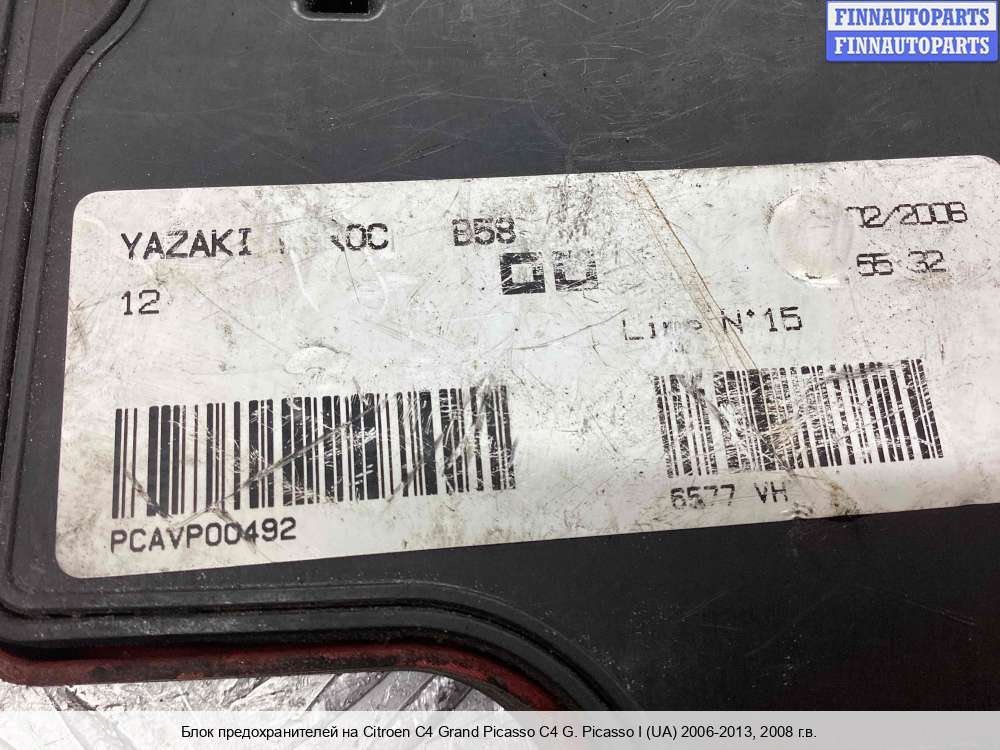 FINNAUTOPARTS
FINNAUTOPARTS
YAZAKI B58
02/2008
12
55 32
N°15
PCAVP00492
6577 VH
Блок предохранителей на Citroen C4 Grand Picasso C4 G. Picasso I (UA) 2006-2013, 2008 г.в.